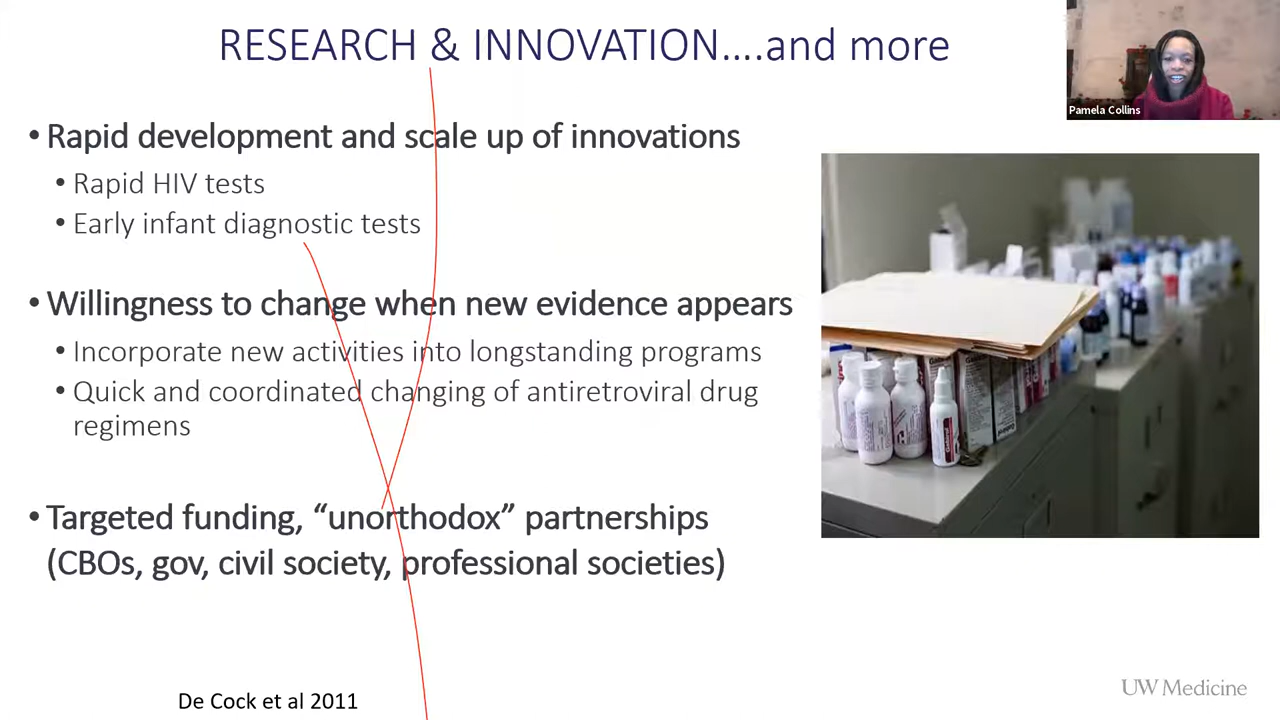 RESEARCH & INNOVATION....and more
Pamela Collins
• Rapid development and scale up of innovations
• Rapid HIV tests
• Early infant diagnostic tests
• Willingness to change when new evidence appears
• Incorporate new activities into longstanding programs
• Quick and coordinated changing of antiretroviral drug
regimens
• Targeted funding, “unorthodox” partnerships
(CBOs, gov, civil society, professional societies)
De Cock et al 2011
UW Medicine